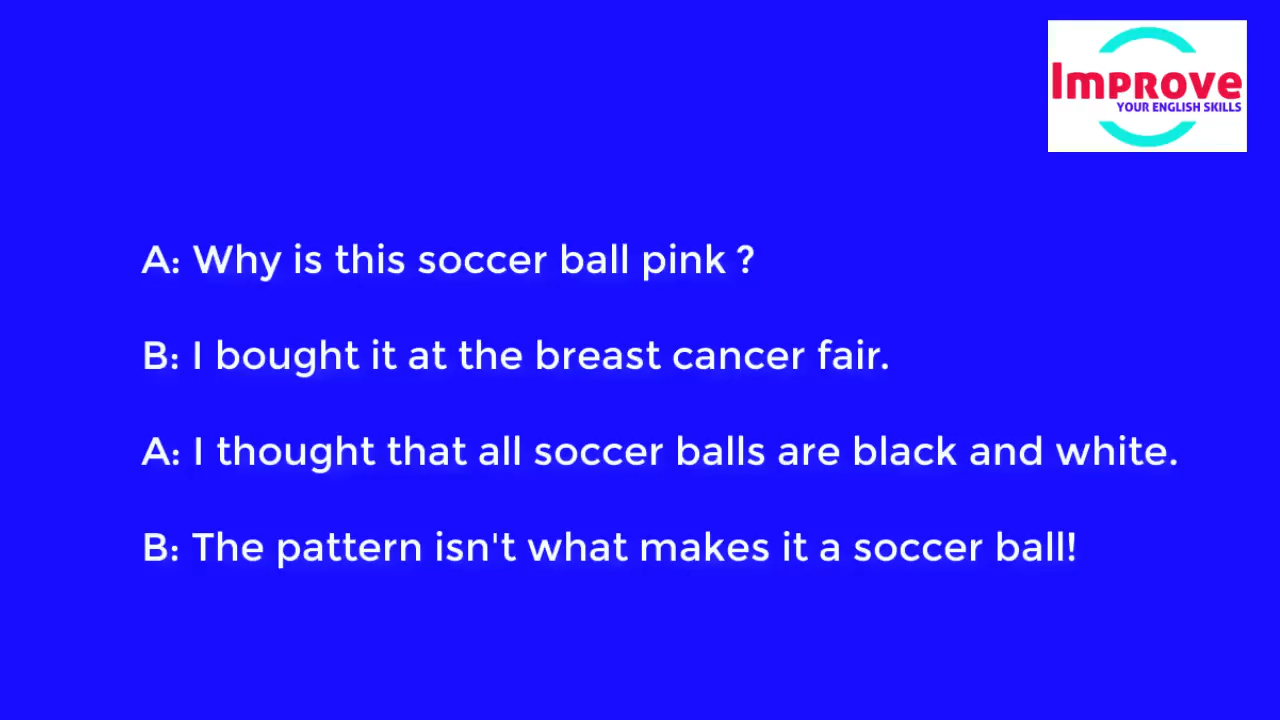 Improve
YOUR ENGLISH SKILLS
A: Why is this soccer ball pink ?
B: I bought it at the breast cancer fair.
A: I thought that all soccer balls are black and white.
B: The pattern isn't what makes it a soccer ball!